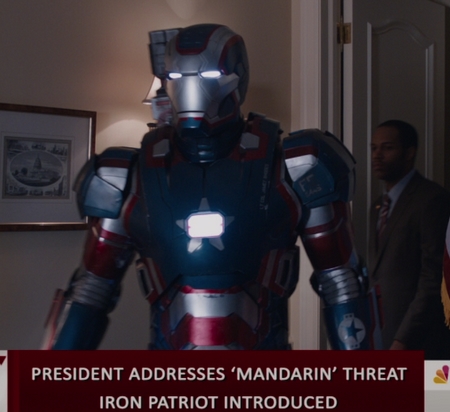 PRESIDENT ADDRESSES ‘MANDARIN’ THREAT
IRON PATRIOT INTRODUCED